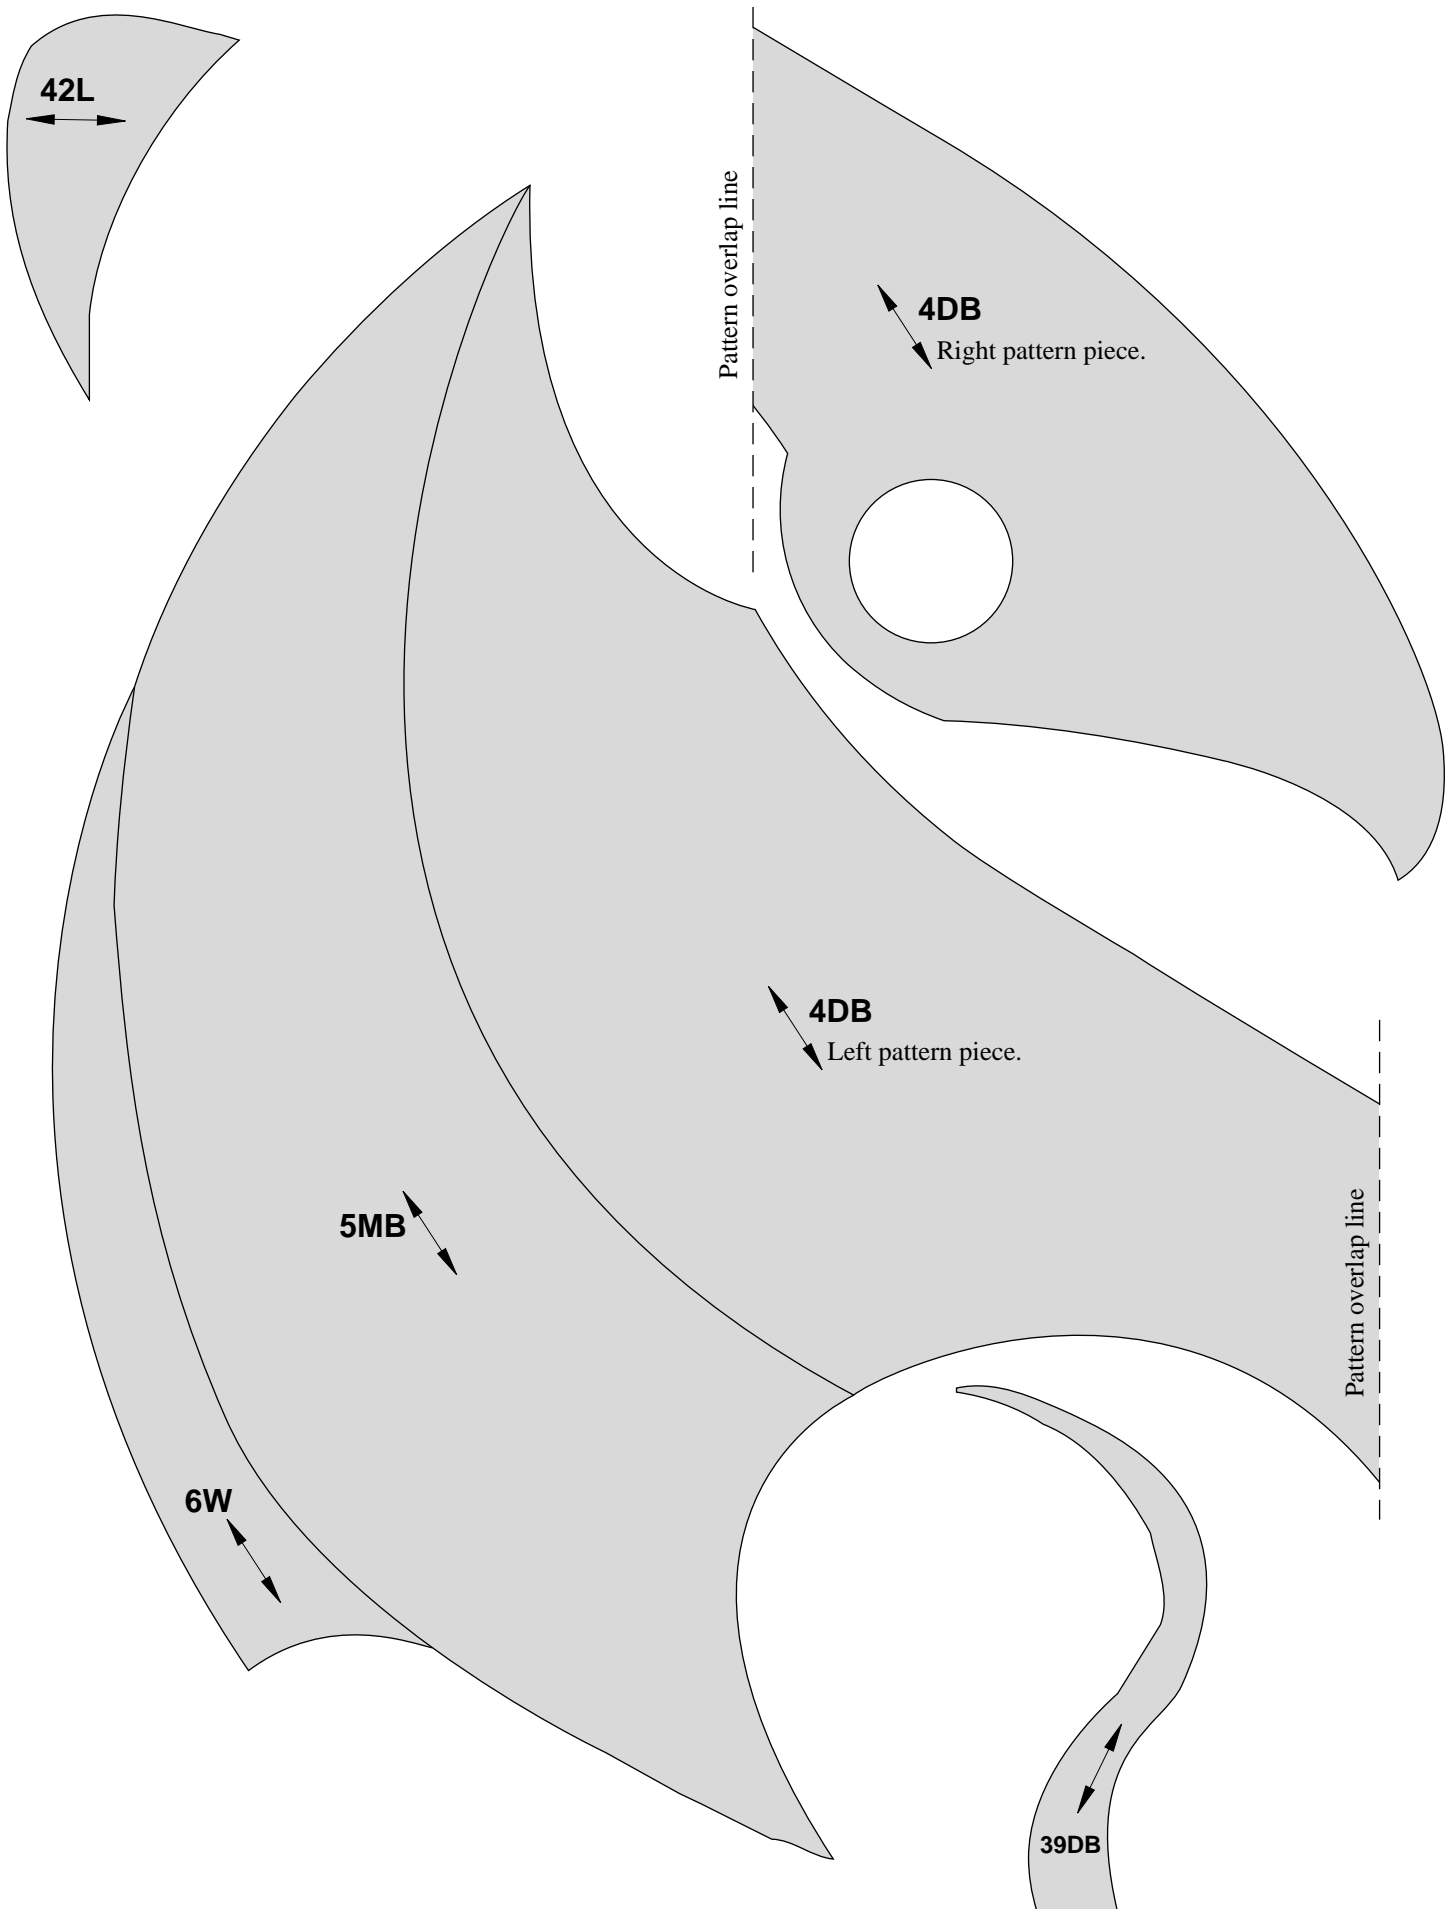 42L
Pattern overlap line
4DB
Right pattern piece.
4DB
Left pattern piece.
5MB
Pattern overlap line
6W
39DB